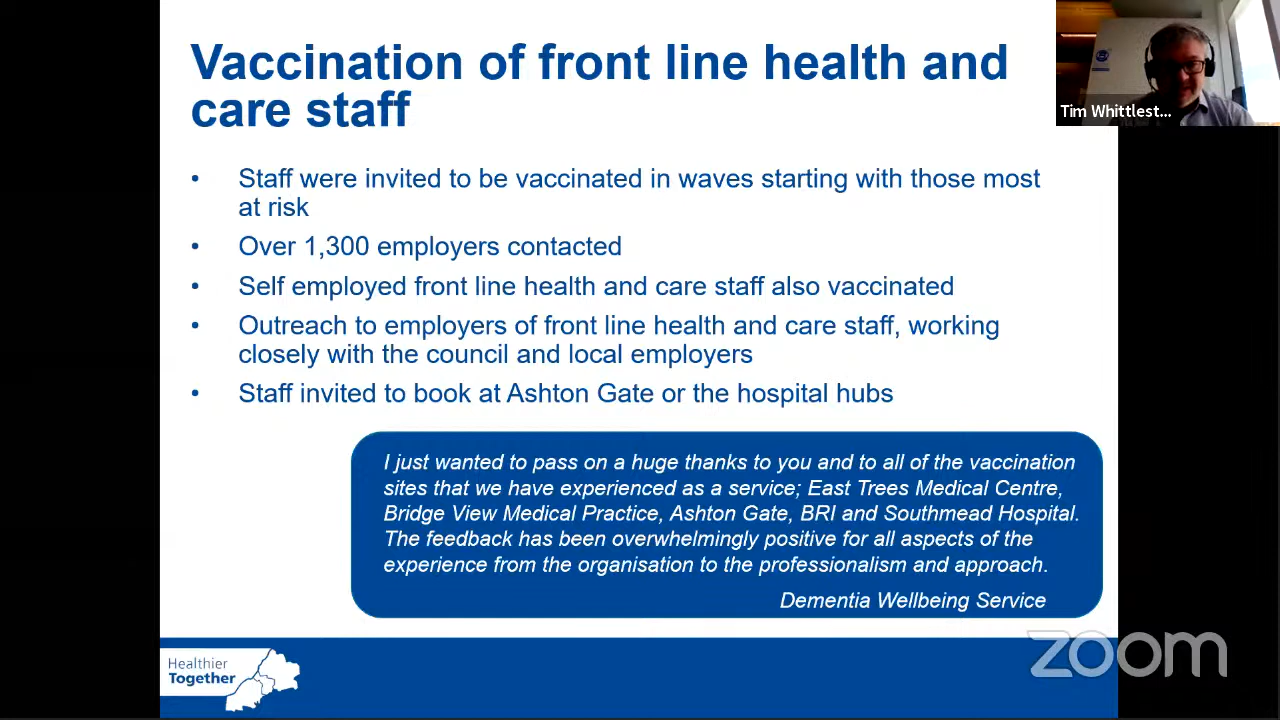 Vaccination of front line health and
care staff
Tim Whittlest...
• Staff were invited to be vaccinated in waves starting with those most
at risk
• Over 1,300 employers contacted
• Self employed front line health and care staff also vaccinated
• Outreach to employers of front line health and care staff, working
closely with the council and local employers
• Staff invited to book at Ashton Gate or the hospital hubs
I just wanted to pass on a huge thanks to you and to all of the vaccination
sites that we have experienced as a service; East Trees Medical Centre,
Bridge View Medical Practice, Ashton Gate, BRI and Southmead Hospital.
The feedback has been overwhelmingly positive for all aspects of the
experience from the organisation to the professionalism and approach.
Dementia Wellbeing Service
Healthier
Together
zoom